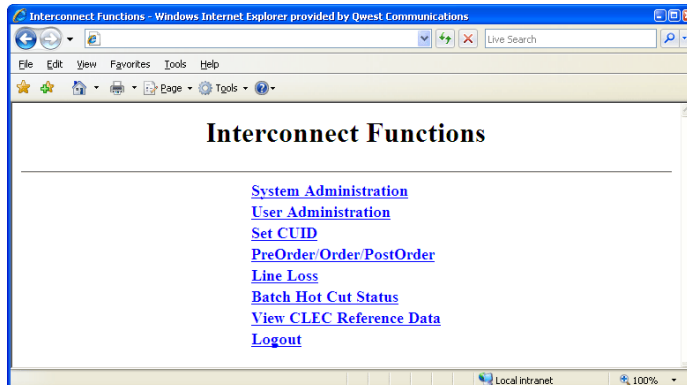 Interconnect Functions - Windows Internet Explorer provided by Qwest Communications
Live Search
File Edit View Favorites Tools Help
Page Tools
Interconnect Functions
System Administration
User Administration
Set CUID
PreOrder/Order/PostOrder
Line Loss
Batch Hot Cut Status
View CLEC Reference Data
Logout
Local intranet 100%